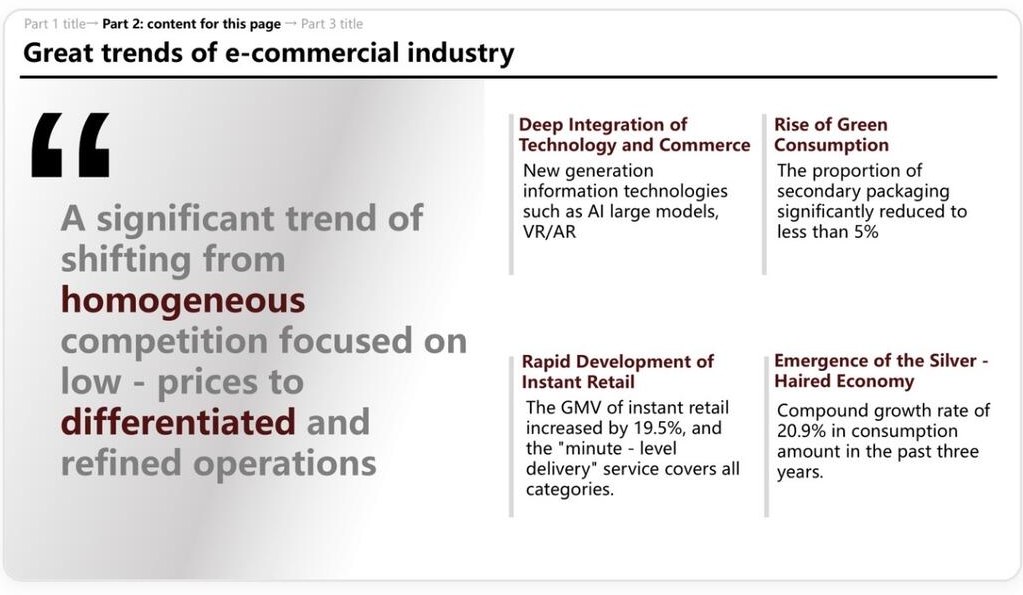 Part 1 title→ Part 2: content for this page → Part 3 title
Great trends of e-commercial industry
“
A significant trend of
shifting from
homogeneous
competition focused on
low - prices to
differentiated and
refined operations
Deep Integration of
Technology and Commerce
New generation
information technologies
such as AI large models,
VR/AR
Rise of Green
Consumption
The proportion of
secondary packaging
significantly reduced to
less than 5%
Rapid Development of
Instant Retail
The GMV of instant retail
increased by 19.5%, and
the "minute - level
delivery" service covers all
categories.
Emergence of the Silver -
Haired Economy
Compound growth rate of
20.9% in consumption
amount in the past three
years.